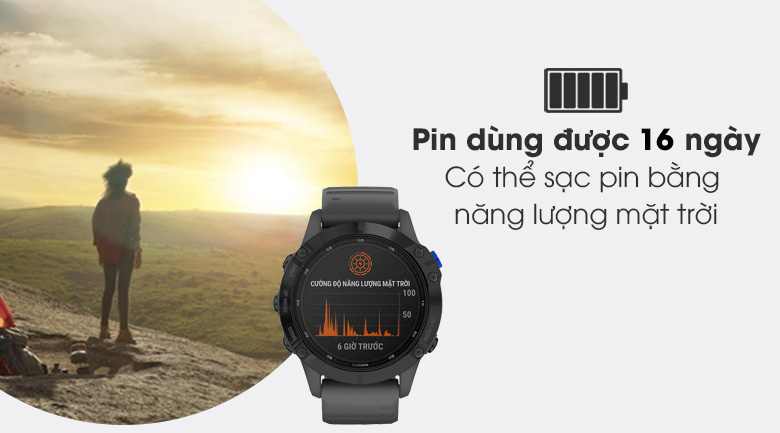 Pin dùng được 16 ngày
Có thể sạc pin bằng
năng lượng mặt trời
CƯỜNG ĐỘ NĂNG LƯỢNG MẶT TRỜI
100
50
6 GIỜ TRƯỚC
GARMIN